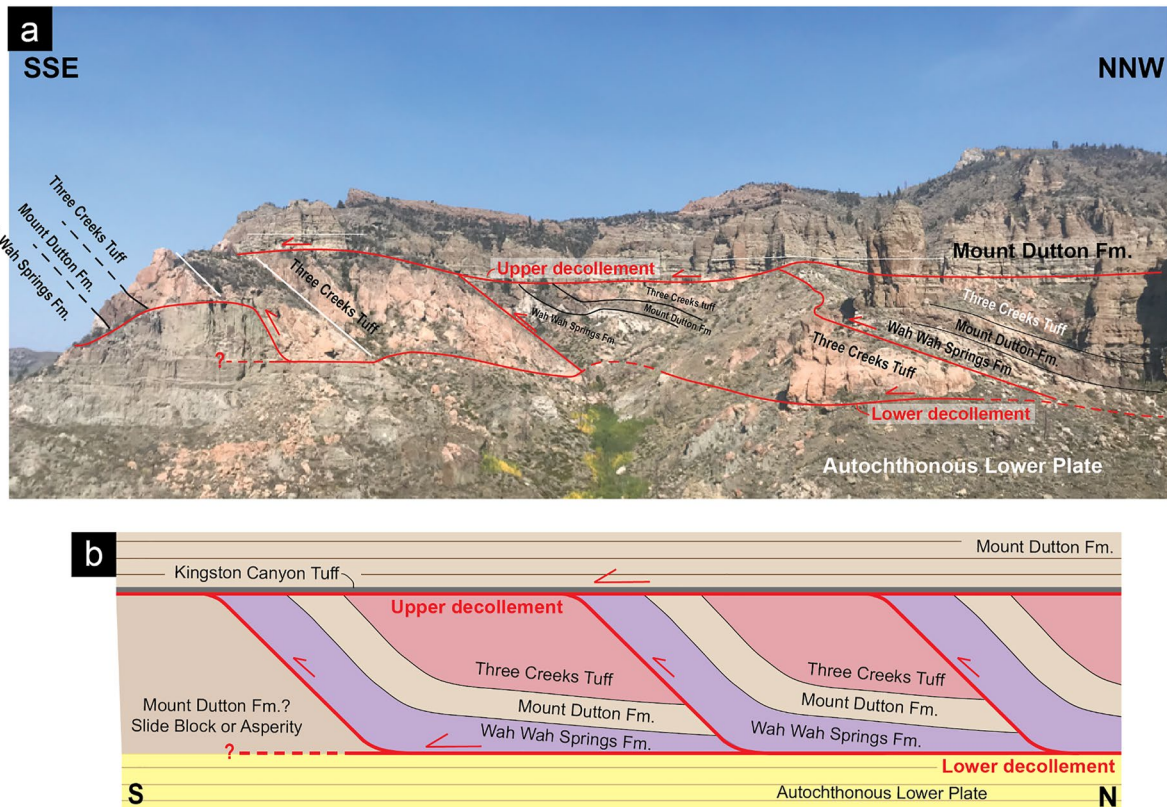 a
SSE
NNW
Three Creeks Tuff
Mount Dutton Fm.
Wah Springs Fm.
Mount Dutton Fm.
Upper decollement
Three Creeks Tuff
Three Creeks tuff
Mount Dutton Fm
Wah Wah Springs Fm.
Three Creeks Tuff
Mount Dutton Fm.
Wah Wah Springs Fm.
Three Creeks Tuff
?
Lower decollement
Autochthonous Lower Plate
b
Mount Dutton Fm.
Kingston Canyon Tuff
Upper decollement
Three Creeks Tuff
Three Creeks Tuff
Mount Dutton Fm.?
Slide Block or Asperity
Mount Dutton Fm.
Mount Dutton Fm.
Wah Wah Springs Fm.
Wah Wah Springs Fm.
?
Lower decollement
S
Autochthonous Lower Plate
N